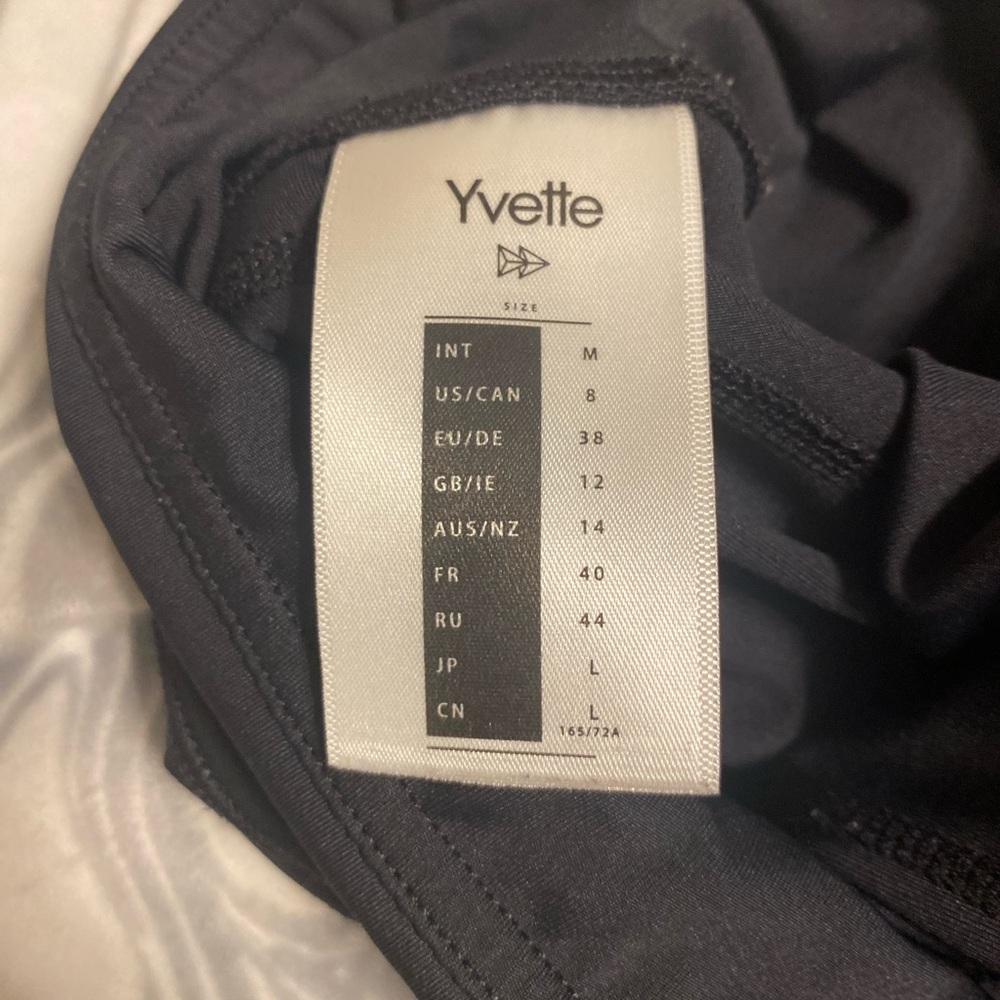 Yvette
SIZE
INT M
US/CAN 8
EU/DE 38
GB/IE 12
AUS/NZ 14
FR 40
RU 44
JP L
CN L
165/72A